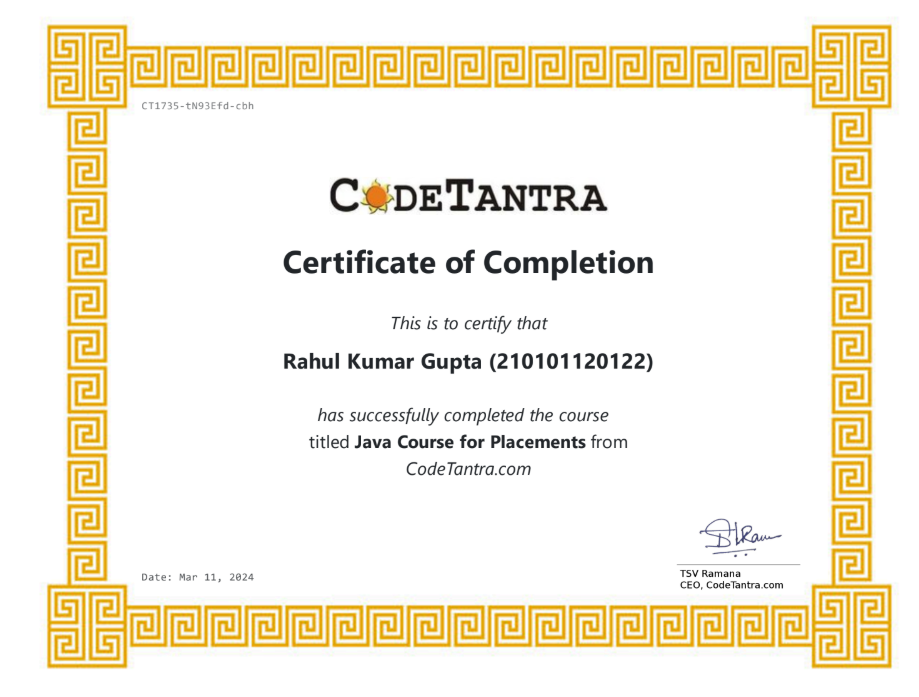 CT1735-tN93Efd-cbh
CODETANTRA
Certificate of Completion
This is to certify that
Rahul Kumar Gupta (210101120122)
has successfully completed the course
titled Java Course for Placements from
CodeTantra.com
Date: Mar 11, 2024
TSV Ramana
CEO, CodeTantra.com